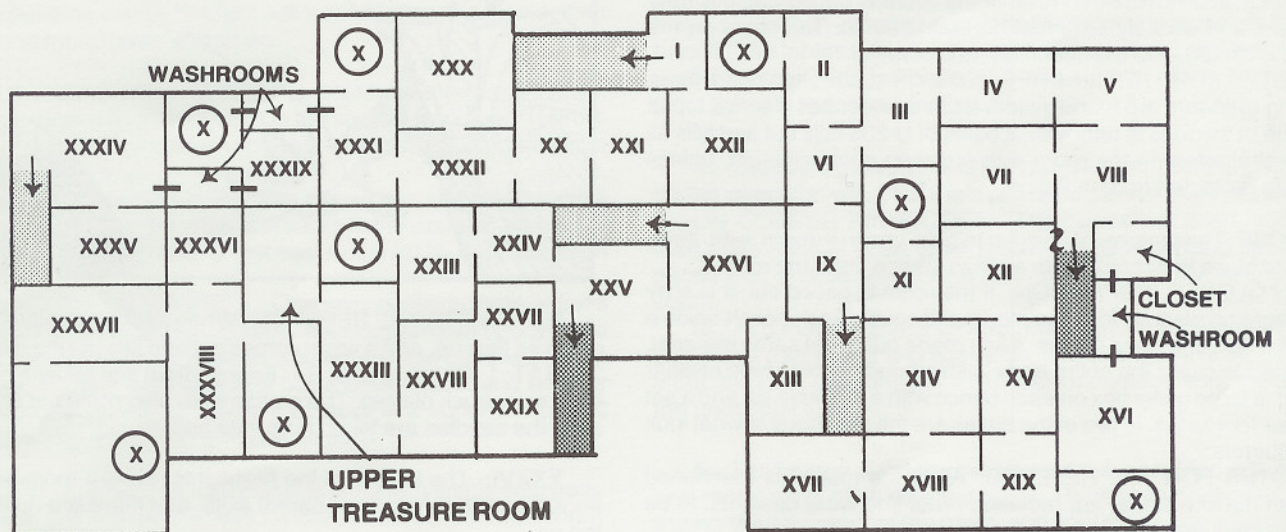 X
XXX
I
X
II
WASHROOMS
IV
V
III
XXXIV
X
XXXI
XX
XXI
XXII
XXXIX
XXXII
VI
VII
VIII
X
XXXV
XXXVI
X
XXIV
XXIII
XXV
XXVI
IX
XI
XII
2
CLOSET
WASHROOM
XXXVII
XXVII
XXXVIII
XXXIII
XXVIII
XIII
XIV
XV
XXIX
XVI
X
X
UPPER
TREASURE ROOM
XVII
XVIII
XIX
X